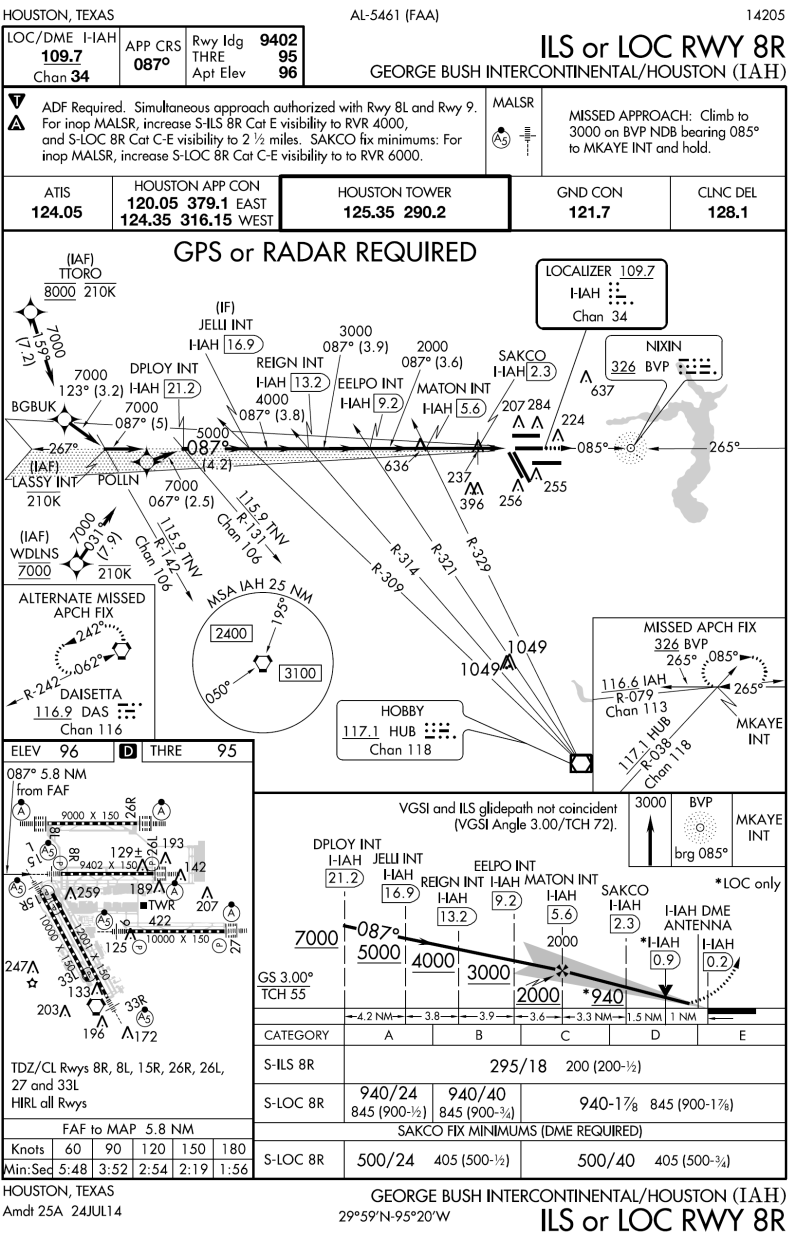 HOUSTON, TEXAS
AL-5461 (FAA)
14205
LOC/DME I-IAH
109.7
Chan 34
APP CRS
087°
Rwy ldg 9402
THRE 95
Apt Elev 96
ILS or LOC RWY 8R
GEORGE BUSH INTERCONTINENTAL/HOUSTON (IAH)
T
A
ADF Required. Simultaneous approach authorized with Rwy 8L and Rwy 9.
For inop MALSR, increase S-ILS 8R Cat E visibility to RVR 4000,
and S-LOC 8R Cat C-E visibility to 2 ½ miles. SAKCO fix minimums: For
inop MALSR, increase S-LOC 8R Cat C-E visibility to to RVR 6000.
MALSR
A5
MISSED APPROACH: Climb to
3000 on BVP NDB bearing 085°
to MKAYE INT and hold.
ATIS
124.05
HOUSTON APP CON
120.05 379.1 EAST
124.35 316.15 WEST
HOUSTON TOWER
125.35 290.2
GND CON
121.7
CLNC DEL
128.1
GPS or RADAR REQUIRED
(IAF)
TTORO
8000 210K
7000
159°
(7.2)
7000
123° (3.2)
BGBUK
DPLOY INT
I-IAH 21.2
7000
087° (5)
(IF)
JELLI INT
I-IAH 16.9
REIGN INT
I-IAH 13.2
4000
087° (3.8)
3000
087° (3.9)
2000
087° (3.6)
EELPO INT
I-IAH 9.2
MATON INT
I-IAH 5.6
SAKCO
I-IAH 2.3
LOCALIZER 109.7
I-IAH
Chan 34
NIXIN
326 BVP
637
207 284
224
267°
(IAF)
LASSY INT
210K
POLLN
5000
087°
(4.2)
7000
067° (2.5)
636
237
396
256
255
085°
265°
(IAF)
WDLNS
7000
210K
7000
031°
(7.9)
115.9 TNV
R-142
Chan 106
115.9 TNV
R-131
Chan 106
R-309
R-314
R-321
R-329
MSA IAH 25 NM
195°
2400
3100
050°
1049
1049
HOBBY
117.1 HUB
Chan 118
ALTERNATE MISSED
APCH FIX
242°
062°
R-242
DAISETTA
116.9 DAS
Chan 116
MISSED APCH FIX
326 BVP
265°
085°
265°
116.6 IAH
R-079
Chan 113
117.1 HUB
R-038
Chan 118
MKAYE
INT
ELEV 96
D
THRE 95
087° 5.8 NM
from FAF
A
A
9000 X 150
26R
8L
A5
15L
8R
P
129±
26L
P
193
9402 X 150
142
A5
15R
259
189
A
207
TWR
A
422
A5
9
125
P
10000 X 150
P
27
10000 X 150
12001 X 150
247
33L
133
203
33R
A5
196
172
TDZ/CL Rwys 8R, 8L, 15R, 26R, 26L,
27 and 33L
HIRL all Rwys
FAF to MAP 5.8 NM
Knots 60 90 120 150 180
Min:Sec 5:48 3:52 2:54 2:19 1:56
VGSI and ILS glidepath not coincident
(VGSI Angle 3.00/TCH 72).
3000
BVP
brg 085°
MKAYE
INT
*LOC only
DPLOY INT
I-IAH
21.2
JELLI INT
I-IAH
16.9
REIGN INT
I-IAH
13.2
EELPO INT
I-IAH
9.2
MATON INT
I-IAH
5.6
SAKCO
I-IAH
2.3
I-IAH DME
ANTENNA
*I-IAH
0.9
I-IAH
0.2
7000
087°
5000
4000
3000
2000
2000
*940
GS 3.00°
TCH 55
4.2 NM 3.8 3.9 3.6 3.3 NM 1.5 NM 1 NM
CATEGORY A B C D E
S-ILS 8R 295/18 200 (200-½)
S-LOC 8R 940/24 845 (900-½) 940/40 845 (900-¾) 940-1⅞ 845 (900-1⅞)
SAKCO FIX MINIMUMS (DME REQUIRED)
S-LOC 8R 500/24 405 (500-½) 500/40 405 (500-¾)
HOUSTON, TEXAS
Amdt 25A 24JUL14
29°59'N-95°20'W
GEORGE BUSH INTERCONTINENTAL/HOUSTON (IAH)
ILS or LOC RWY 8R